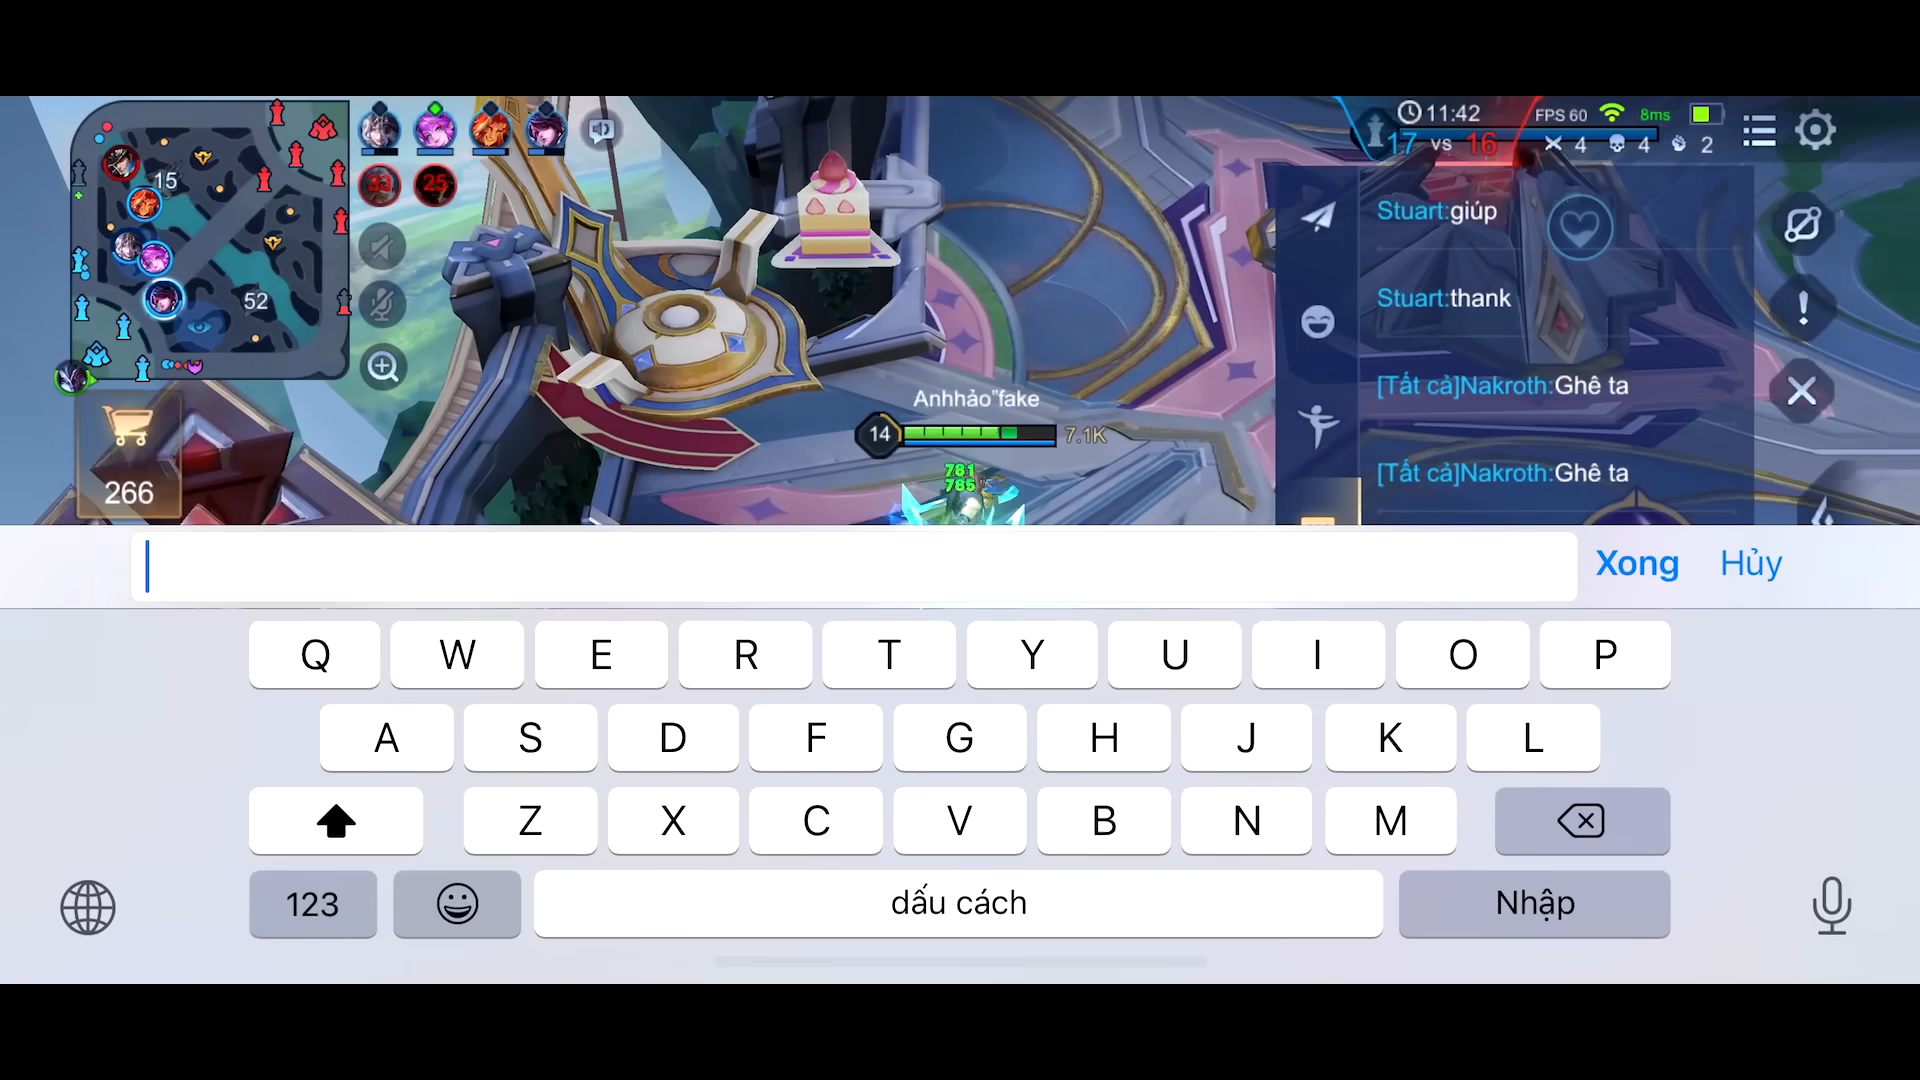 15
52
33
25
266
11:42
FPS 60
8ms
17 vs 16
4
4
2
Stuart:giúp
Stuart:thank
[Tất cả]Nakroth:Ghê ta
[Tất cả]Nakroth:Ghê ta
Anhhảo"fake
14
7.1K
781
785
Xong
Hủy
Q W E R T Y U I O P
A S D F G H J K L
Z X C V B N M
123
dấu cách
Nhập